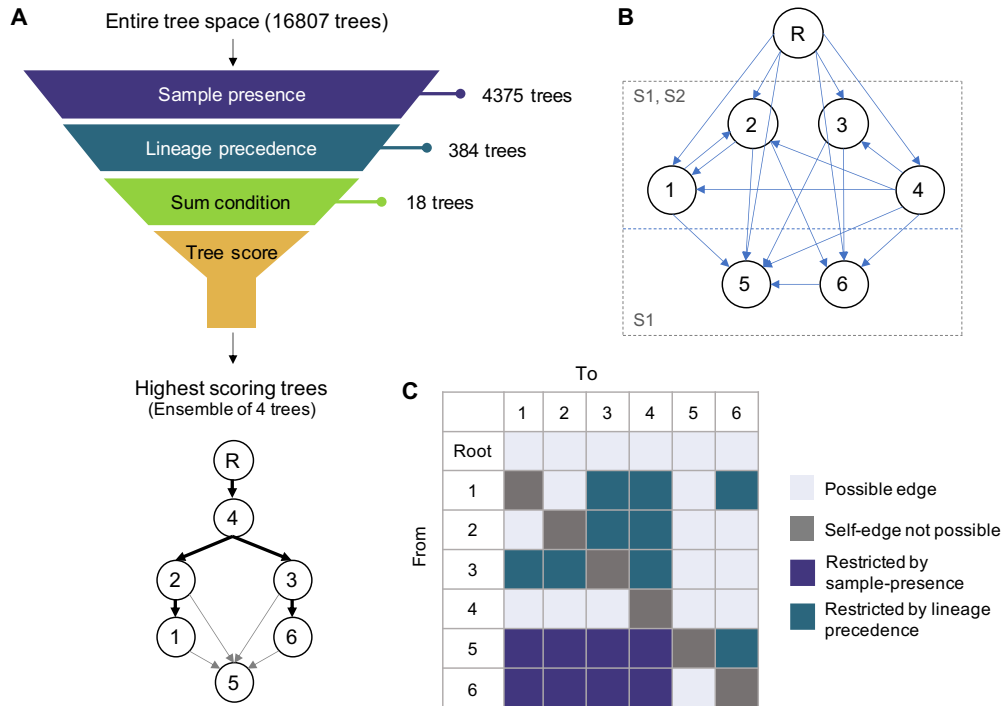 A
Entire tree space (16807 trees)
Sample presence
4375 trees
Lineage precedence
384 trees
Sum condition
18 trees
Tree score
Highest scoring trees
(Ensemble of 4 trees)
R
4
2 3
1 6
5
B
R
S1, S2
2 3
1 4
5 6
S1
C
To
1 2 3 4 5 6
Root
1
2
3
4
5
6
From
Possible edge
Self-edge not possible
Restricted by
sample-presence
Restricted by lineage
precedence